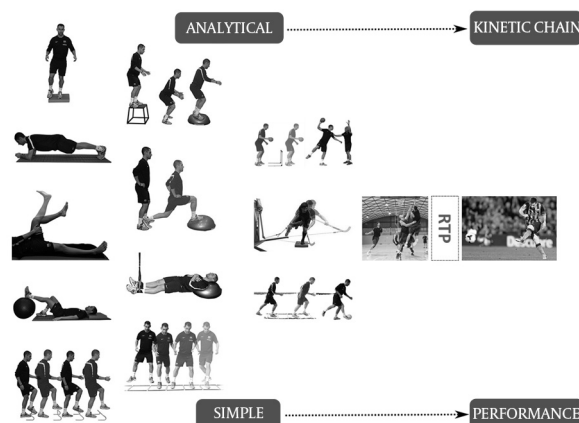 ANALYTICAL
KINETIC CHAIN
RTP
SIMPLE
PERFORMANCE